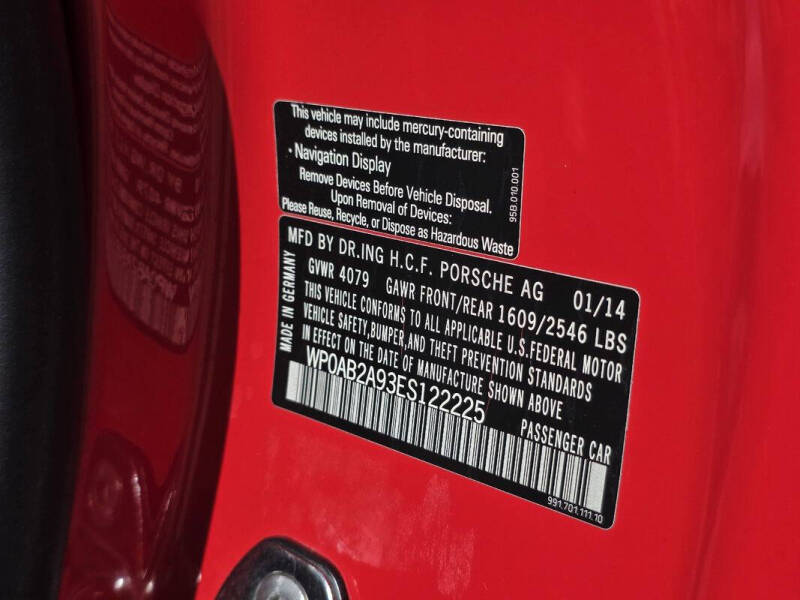 This vehicle may include mercury-containing
devices installed by the manufacturer:
• Navigation Display
Remove Devices Before Vehicle Disposal.
Upon Removal of Devices:
Please Reuse, Recycle, or Dispose as Hazardous Waste
95B.010.001
MFD BY DR.ING H.C.F. PORSCHE AG 01/14
GVWR 4079 GAWR FRONT/REAR 1609/2546 LBS
THIS VEHICLE CONFORMS TO ALL APPLICABLE U.S.FEDERAL MOTOR
VEHICLE SAFETY,BUMPER,AND THEFT PREVENTION STANDARDS
IN EFFECT ON THE DATE OF MANUFACTURE SHOWN ABOVE
WP0AB2A93ES122225
PASSENGER CAR
MADE IN GERMANY
991.701.111.10